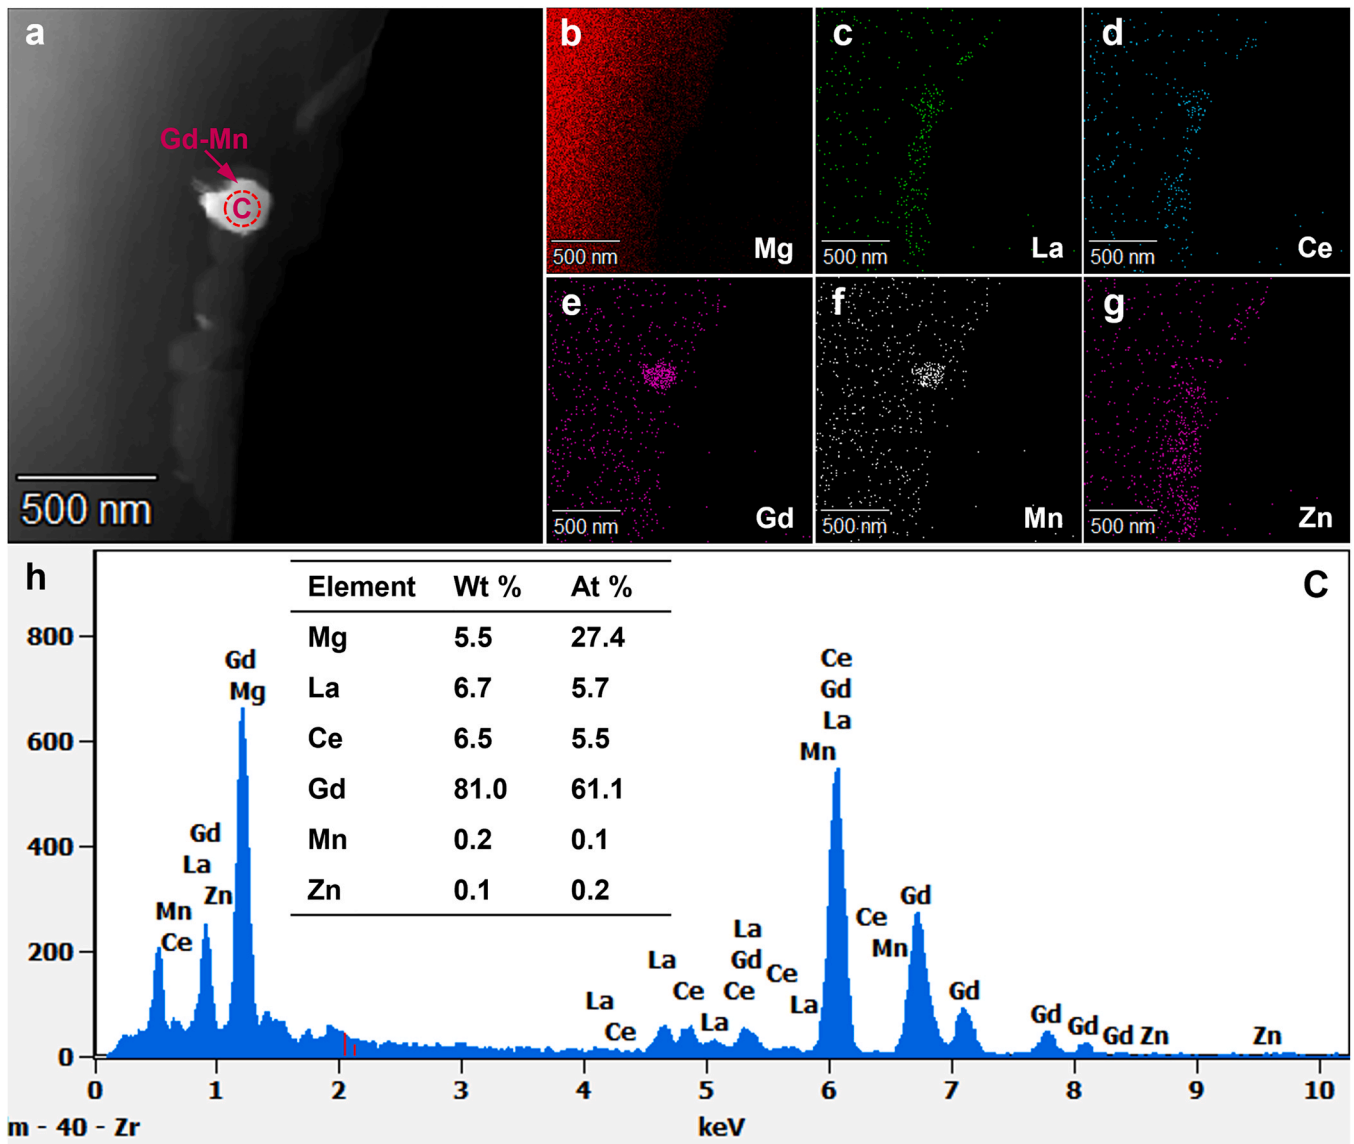 a
Gd-Mn
C
500 nm
b
500 nm
Mg
c
500 nm
La
d
500 nm
Ce
e
500 nm
Gd
f
500 nm
Mn
g
500 nm
Zn
h
C
Element Wt % At %
Mg 5.5 27.4
La 6.7 5.7
Ce 6.5 5.5
Gd 81.0 61.1
Mn 0.2 0.1
Zn 0.1 0.2
800
600
400
200
0
Gd
Mg
Gd
La
Zn
Mn
Ce
La
Ce
La
Ce
La
La
Gd
Ce
Ce
La
Ce
Gd
La
Mn
Ce
Mn
Gd
Gd
Gd
Gd
Gd
Zn
Zn
0 1 2 3 4 5 6 7 8 9 10
m - 40 - Zr
keV